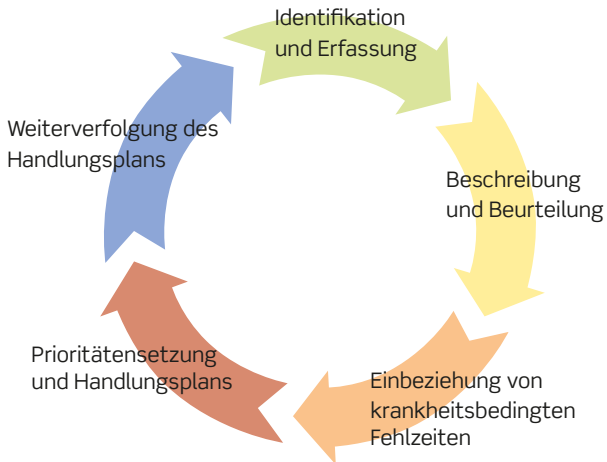 Identifikation
und Erfassung
Beschreibung
und Beurteilung
Einbeziehung von
krankheitsbedingten
Fehlzeiten
Prioritätensetzung
und Handlungsplans
Weiterverfolgung des
Handlungsplans